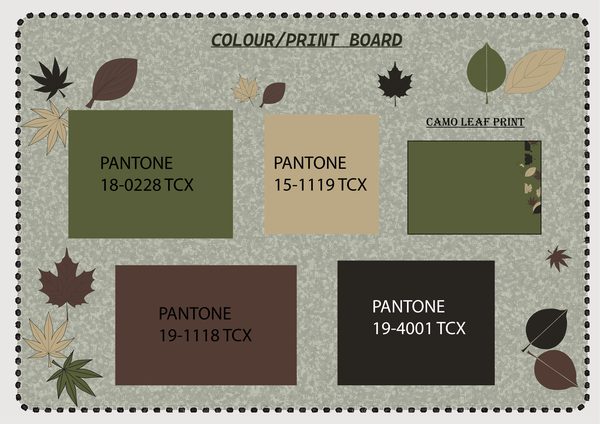 COLOUR/PRINT BOARD
CAMO LEAF PRINT
PANTONE
18-0228 TCX
PANTONE
15-1119 TCX
PANTONE
19-1118 TCX
PANTONE
19-4001 TCX